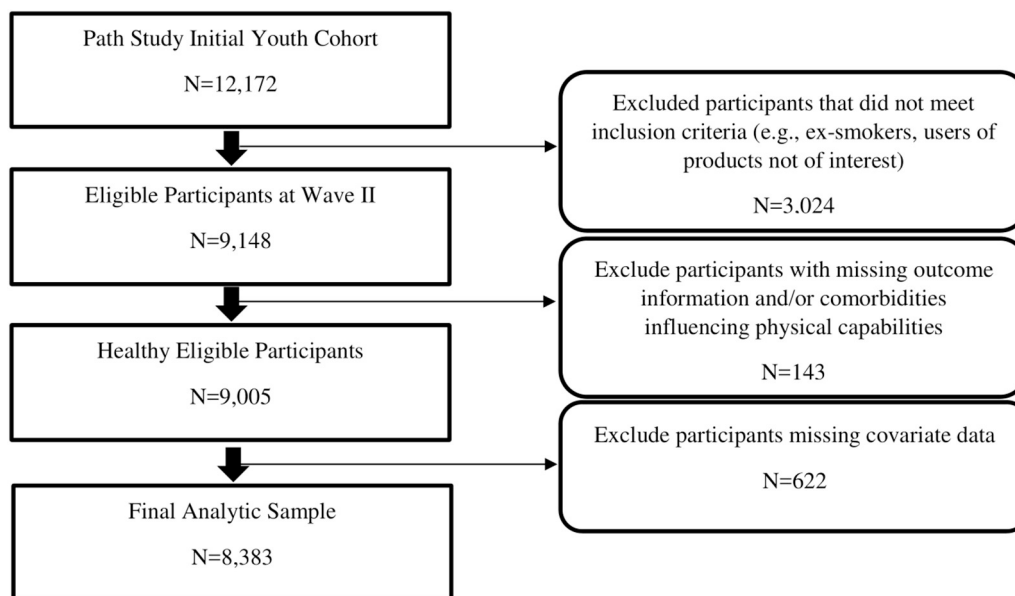 Path Study Initial Youth Cohort
N=12,172
Excluded participants that did not meet
inclusion criteria (e.g., ex-smokers, users of
products not of interest)
N=3,024
Eligible Participants at Wave II
N=9,148
Exclude participants with missing outcome
information and/or comorbidities
influencing physical capabilities
N=143
Healthy Eligible Participants
N=9,005
Exclude participants missing covariate data
N=622
Final Analytic Sample
N=8,383